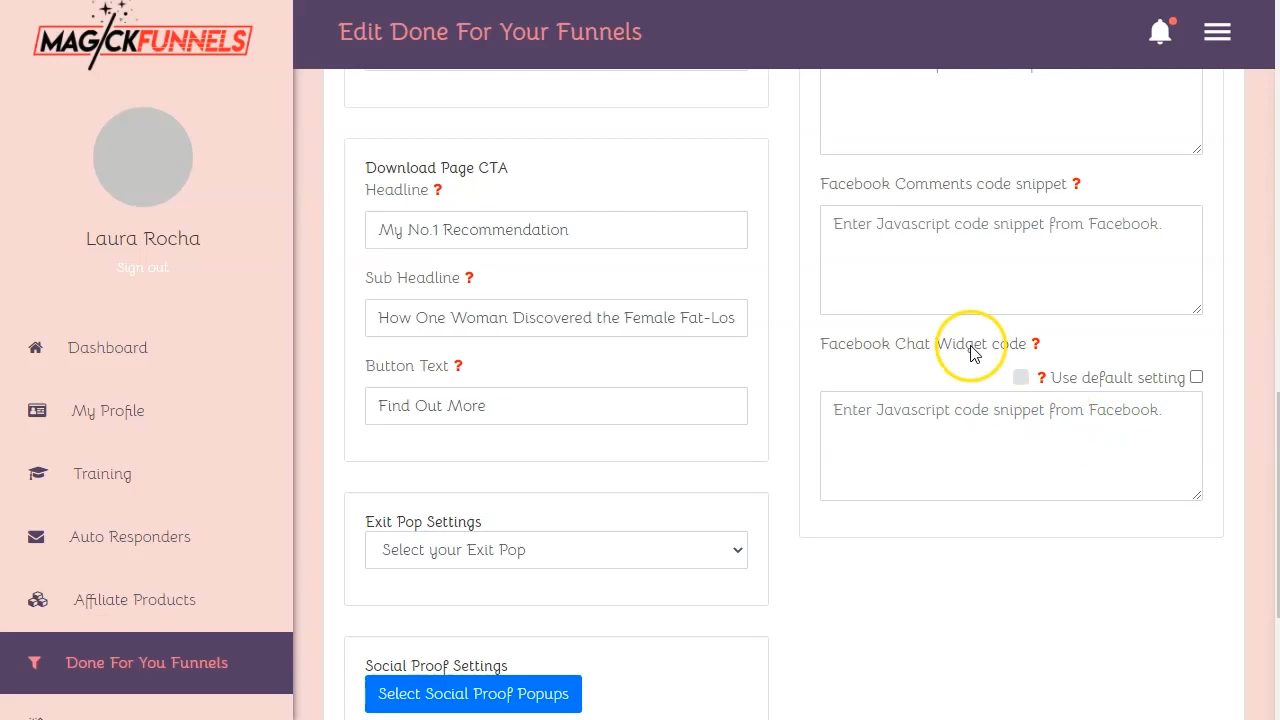 MAGICKFUNNELS
Edit Done For Your Funnels
Laura Rocha
Sign out
Dashboard
My Profile
Training
Auto Responders
Affiliate Products
Done For You Funnels
Download Page CTA
Headline ?
My No.1 Recommendation
Sub Headline ?
How One Woman Discovered the Female Fat-Los
Button Text ?
Find Out More
Exit Pop Settings
Select your Exit Pop
Social Proof Settings
Select Social Proof Popups
Facebook Comments code snippet ?
Enter Javascript code snippet from Facebook.
Facebook Chat Widget code ?
? Use default setting
Enter Javascript code snippet from Facebook.